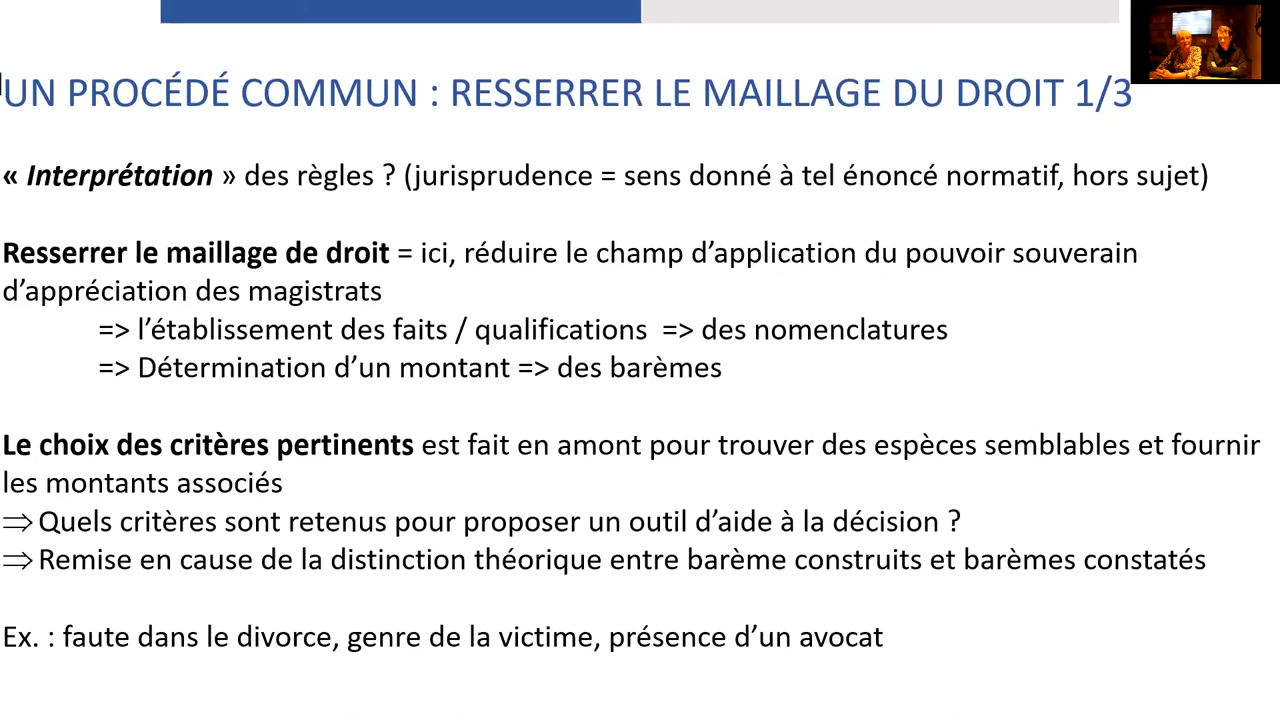 UN PROCÉDÉ COMMUN : RESSERRER LE MAILLAGE DU DROIT 1/3
« Interprétation » des règles ? (jurisprudence = sens donné à tel énoncé normatif, hors sujet)
Resserrer le maillage de droit = ici, réduire le champ d’application du pouvoir souverain
d’appréciation des magistrats
=> l’établissement des faits / qualifications => des nomenclatures
=> Détermination d’un montant => des barèmes
Le choix des critères pertinents est fait en amont pour trouver des espèces semblables et fournir
les montants associés
⇒ Quels critères sont retenus pour proposer un outil d’aide à la décision ?
⇒ Remise en cause de la distinction théorique entre barème construits et barèmes constatés
Ex. : faute dans le divorce, genre de la victime, présence d’un avocat